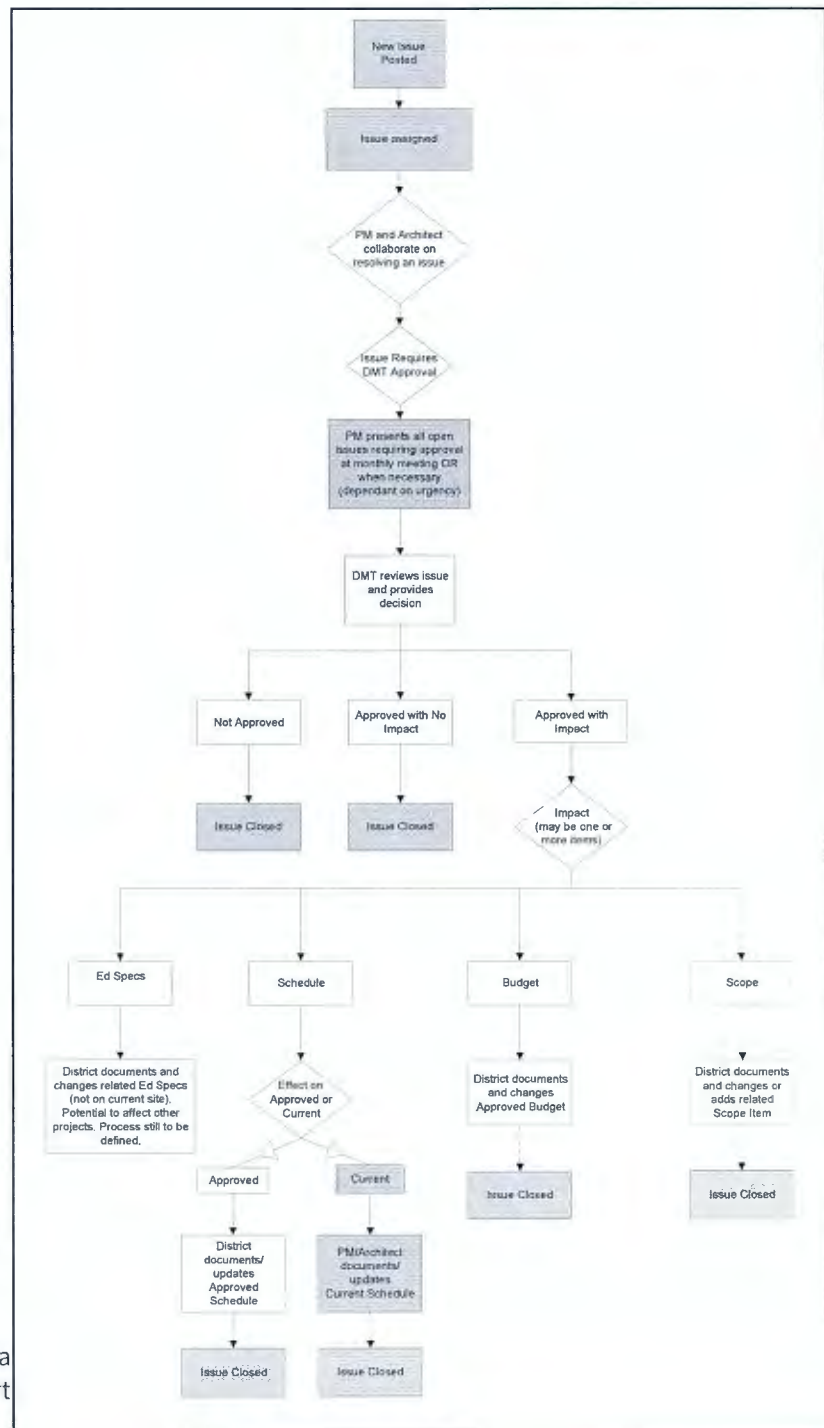 New Issue
Posted
Issue assigned
PM and Architect
collaborate on
resolving an issue
Issue Requires
DMT Approval
PM presents all open
issues requiring approval
at monthly meeting OR
when necessary
(dependant on urgency)
DMT reviews issue
and provides
decision
Not Approved
Approved with No
Impact
Approved with
Impact
Issue Closed
Issue Closed
Impact
(may be one or
more items)
Ed Specs
Schedule
Budget
Scope
District documents and
changes related Ed Specs
(not on current site).
Potential to affect other
projects. Process still to be
defined.
Effect on
Approved or
Current
District documents
and changes
Approved Budget
District documents
and changes or
adds related
Scope Item
Approved
Current
Issue Closed
Issue Closed
District
documents/
updates
Approved
Schedule
PM/Architect
documents/
updates
Current Schedule
Issue Closed
Issue Closed
a
rt